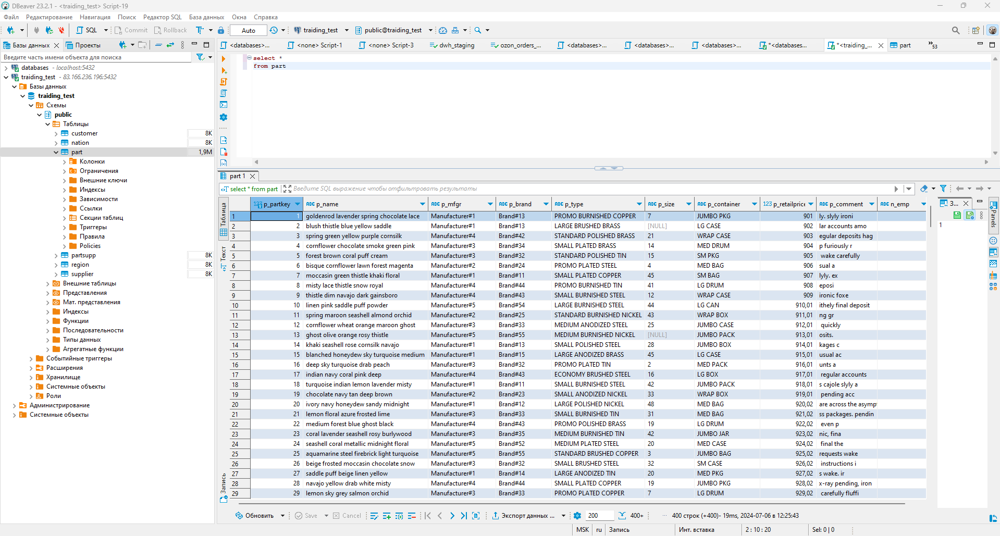 DBeaver 23.2.1 - <traiding_test> Script-19
Файл Редактирование Навигация Поиск Редактор SQL База данных Окна Справка
SQL Commit Rollback Auto traiding_test public@traiding_test
Базы данных Проекты
<databases>... <none> Script-1 <none> Script-3 dwh_staging ozon_orders_... <databases>... <databases>... <databases>... *<databases... *<traiding_... part 53
Введите часть имени объекта для поиска
databases - localhost:5432
traiding_test - 83.166.236.196:5432
Базы данных
traiding_test
Схемы
public
Таблицы
customer 8K
nation 8K
part 1,9M
Колонки
Ограничения
Внешние ключи
Индексы
Зависимости
Ссылки
Секции таблиц
Триггеры
Правила
Policies
partsupp 8K
region 8K
supplier 8K
Внешние таблицы
Представления
Мат. представления
Индексы
Функции
Последовательности
Типы данных
Агрегатные функции
Событийные триггеры
Расширения
Хранилище
Системные объекты
Роли
Администрирование
Системные объекты
select *
from part
part 1
select * from part Введите SQL выражение чтобы отфильтровать результаты
Таблица
Текст
Запись
123 p_partkey ABC p_name ABC p_mfgr ABC p_brand ABC p_type ABC p_size ABC p_container 123 p_retailprice ABC p_comment ABC n_emp
1 1 goldenrod lavender spring chocolate lace Manufacturer#1 Brand#13 PROMO BURNISHED COPPER 7 JUMBO PKG 901 ly. slyly ironi
2 2 blush thistle blue yellow saddle Manufacturer#1 Brand#13 LARGE BRUSHED BRASS [NULL] LG CASE 902 lar accounts amo
3 3 spring green yellow purple cornsilk Manufacturer#4 Brand#42 STANDARD POLISHED BRASS 21 WRAP CASE 903 egular deposits hag
4 4 cornflower chocolate smoke green pink Manufacturer#3 Brand#34 SMALL PLATED BRASS 14 MED DRUM 904 p furiously r
5 5 forest brown coral puff cream Manufacturer#3 Brand#32 STANDARD POLISHED TIN 15 SM PKG 905 wake carefully
6 6 bisque cornflower lawn forest magenta Manufacturer#2 Brand#24 PROMO PLATED STEEL 4 MED BAG 906 sual a
7 7 moccasin green thistle khaki floral Manufacturer#1 Brand#11 SMALL PLATED COPPER 45 SM BAG 907 lyly. ex
8 8 misty lace thistle snow royal Manufacturer#4 Brand#44 PROMO BURNISHED TIN 41 LG DRUM 908 eposi
9 9 thistle dim navajo dark gainsboro Manufacturer#4 Brand#43 SMALL BURNISHED STEEL 12 WRAP CASE 909 ironic foxe
10 10 linen pink saddle puff powder Manufacturer#5 Brand#54 LARGE BURNISHED STEEL 44 LG CAN 910,01 ithely final deposit
11 11 spring maroon seashell almond orchid Manufacturer#2 Brand#25 STANDARD BURNISHED NICKEL 43 WRAP BOX 911,01 ng gr
12 12 cornflower wheat orange maroon ghost Manufacturer#3 Brand#33 MEDIUM ANODIZED STEEL 25 JUMBO CASE 912,01 quickly
13 13 ghost olive orange rosy thistle Manufacturer#5 Brand#55 MEDIUM BURNISHED NICKEL [NULL] JUMBO PACK 913,01 osits.
14 14 khaki seashell rose cornsilk navajo Manufacturer#1 Brand#13 SMALL POLISHED STEEL 28 JUMBO BOX 914,01 kages c
15 15 blanched honeydew sky turquoise medium Manufacturer#1 Brand#15 LARGE ANODIZED BRASS 45 LG CASE 915,01 usual ac
16 16 deep sky turquoise drab peach Manufacturer#3 Brand#32 PROMO PLATED TIN 2 MED PACK 916,01 unts a
17 17 indian navy coral pink deep Manufacturer#4 Brand#43 ECONOMY BRUSHED STEEL 16 LG BOX 917,01 regular accounts
18 18 turquoise indian lemon lavender misty Manufacturer#1 Brand#11 SMALL BURNISHED STEEL 42 JUMBO PACK 918,01 s cajole slyly a
19 19 chocolate navy tan deep brown Manufacturer#2 Brand#23 SMALL ANODIZED NICKEL 33 WRAP BOX 919,01 pending acc
20 20 ivory navy honeydew sandy midnight Manufacturer#1 Brand#12 LARGE POLISHED NICKEL 48 MED BAG 920,02 are across the asymp
21 21 lemon floral azure frosted lime Manufacturer#3 Brand#33 SMALL BURNISHED TIN 31 MED BAG 921,02 ss packages. pendin
22 22 medium forest blue ghost black Manufacturer#4 Brand#43 PROMO POLISHED BRASS 19 LG DRUM 922,02 even p
23 23 coral lavender seashell rosy burlywood Manufacturer#3 Brand#35 MEDIUM BURNISHED TIN 42 JUMBO JAR 923,02 nic, fina
24 24 seashell coral metallic midnight floral Manufacturer#5 Brand#52 MEDIUM PLATED STEEL 20 MED CASE 924,02 final the
25 25 aquamarine steel firebrick light turquoise Manufacturer#5 Brand#55 STANDARD BRUSHED COPPER 3 JUMBO BAG 925,02 requests wake
26 26 beige frosted moccasin chocolate snow Manufacturer#3 Brand#32 SMALL BRUSHED STEEL 32 SM CASE 926,02 instructions i
27 27 saddle puff beige linen yellow Manufacturer#1 Brand#14 LARGE ANODIZED TIN 20 MED PKG 927,02 s wake. ir
28 28 navajo yellow drab white misty Manufacturer#4 Brand#44 SMALL PLATED COPPER 19 JUMBO PKG 928,02 x-ray pending, iron
29 29 lemon sky grey salmon orchid Manufacturer#3 Brand#33 PROMO PLATED COPPER 7 LG DRUM 929,02 carefully fluffi
З...
1
Panels
Обновить Save Cancel Экспорт данных ... 200 400+ ... 400 строк (+400)- 19ms, 2024-07-06 в 12:25:43
MSK ru Запись Инт. вставка 2 : 10 : 20 Sel: 0 | 0